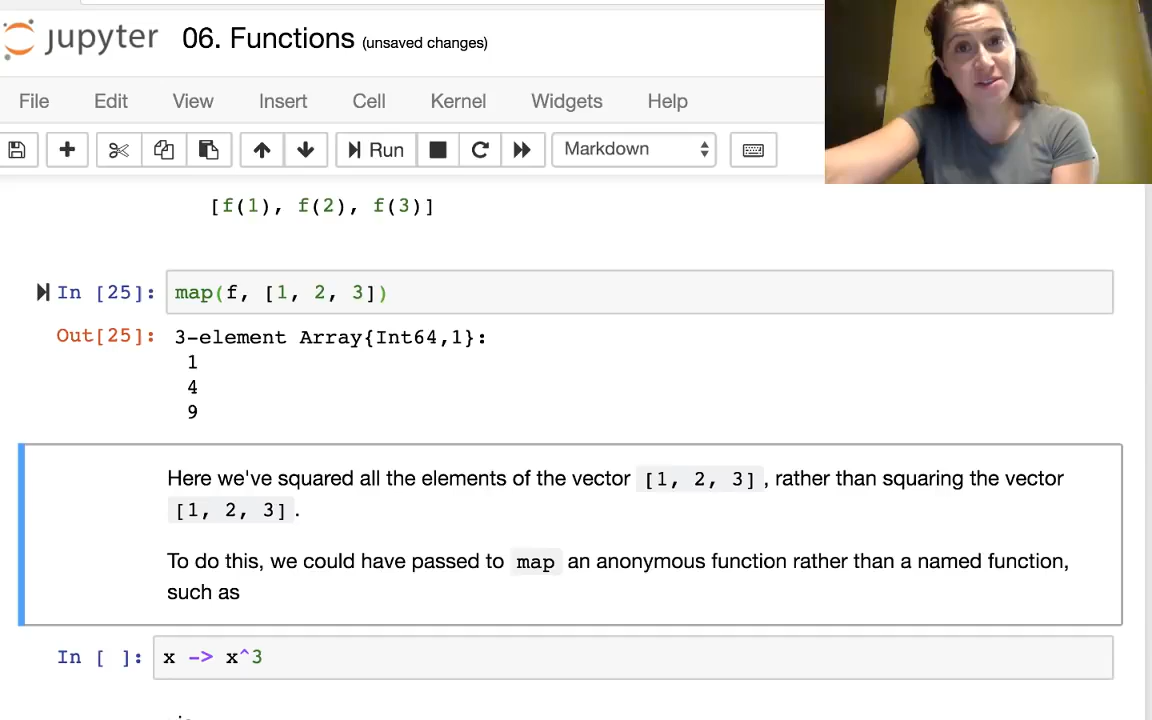 jupyter 06. Functions (unsaved changes)
File Edit View Insert Cell Kernel Widgets Help
Run Markdown
[f(1), f(2), f(3)]
In [25]: map(f, [1, 2, 3])
Out[25]: 3-element Array{Int64,1}:
1
4
9
Here we've squared all the elements of the vector [1, 2, 3], rather than squaring the vector
[1, 2, 3].
To do this, we could have passed to map an anonymous function rather than a named function,
such as
In [ ]: x -> x^3